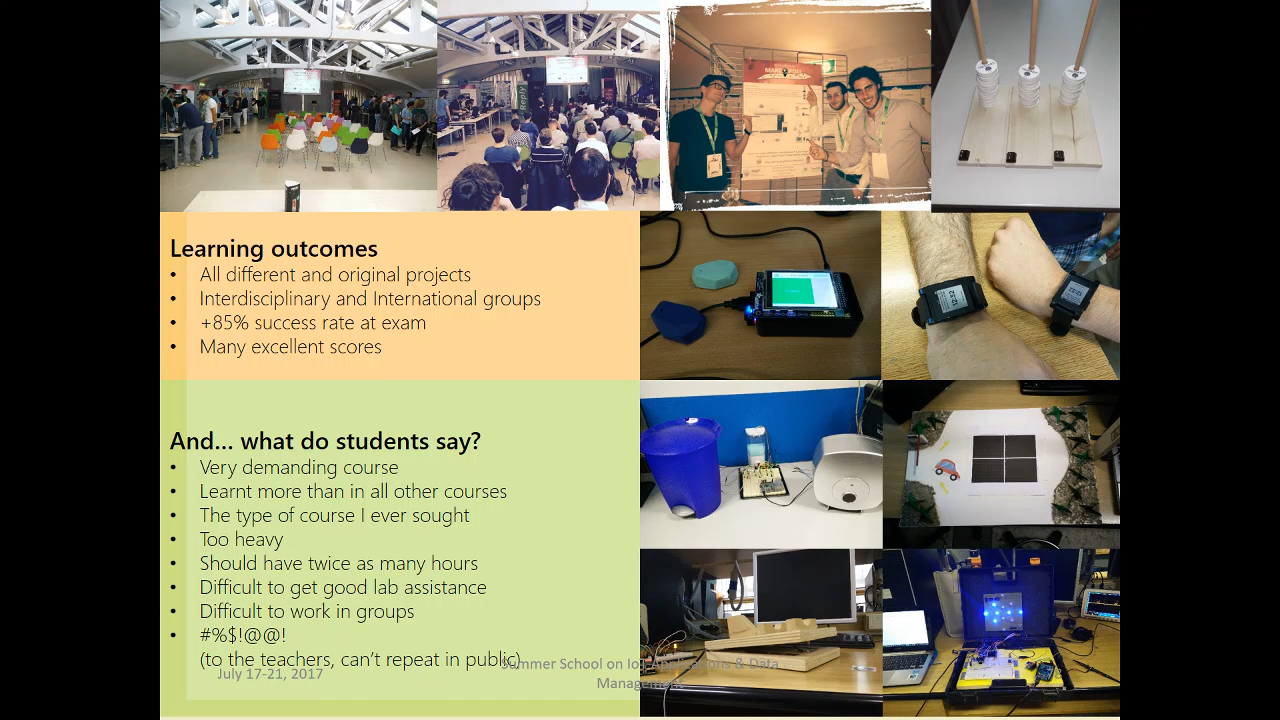 Reply
Learning outcomes
• All different and original projects
• Interdisciplinary and International groups
• +85% success rate at exam
• Many excellent scores
And... what do students say?
• Very demanding course
• Learnt more than in all other courses
• The type of course I ever sought
• Too heavy
• Should have twice as many hours
• Difficult to get good lab assistance
• Difficult to work in groups
• #%$!@@!
(to the teachers, can’t repeat in public)
July 17-21, 2017
Summer School on IoT Applications & Data
Management